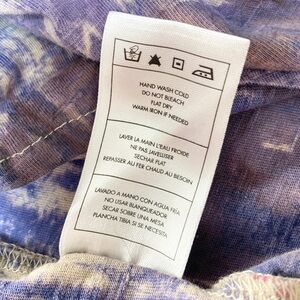 HAND WASH COLD
DO NOT BLEACH
FLAT DRY
WARM IRON IF NEEDED
LAVER LA MAIN L'EAU FROIDE
NE PAS JAVELLISER
SECHAR FLAT
REPASSER AU FER CHAUD AU BESOIN
LAVADO A MANO CON AGUA FRIA
NO USAR BLANQUEADOR
SECAR SOBRE UNA MESA
PLANCHA TIBIA SI SE NECESITA